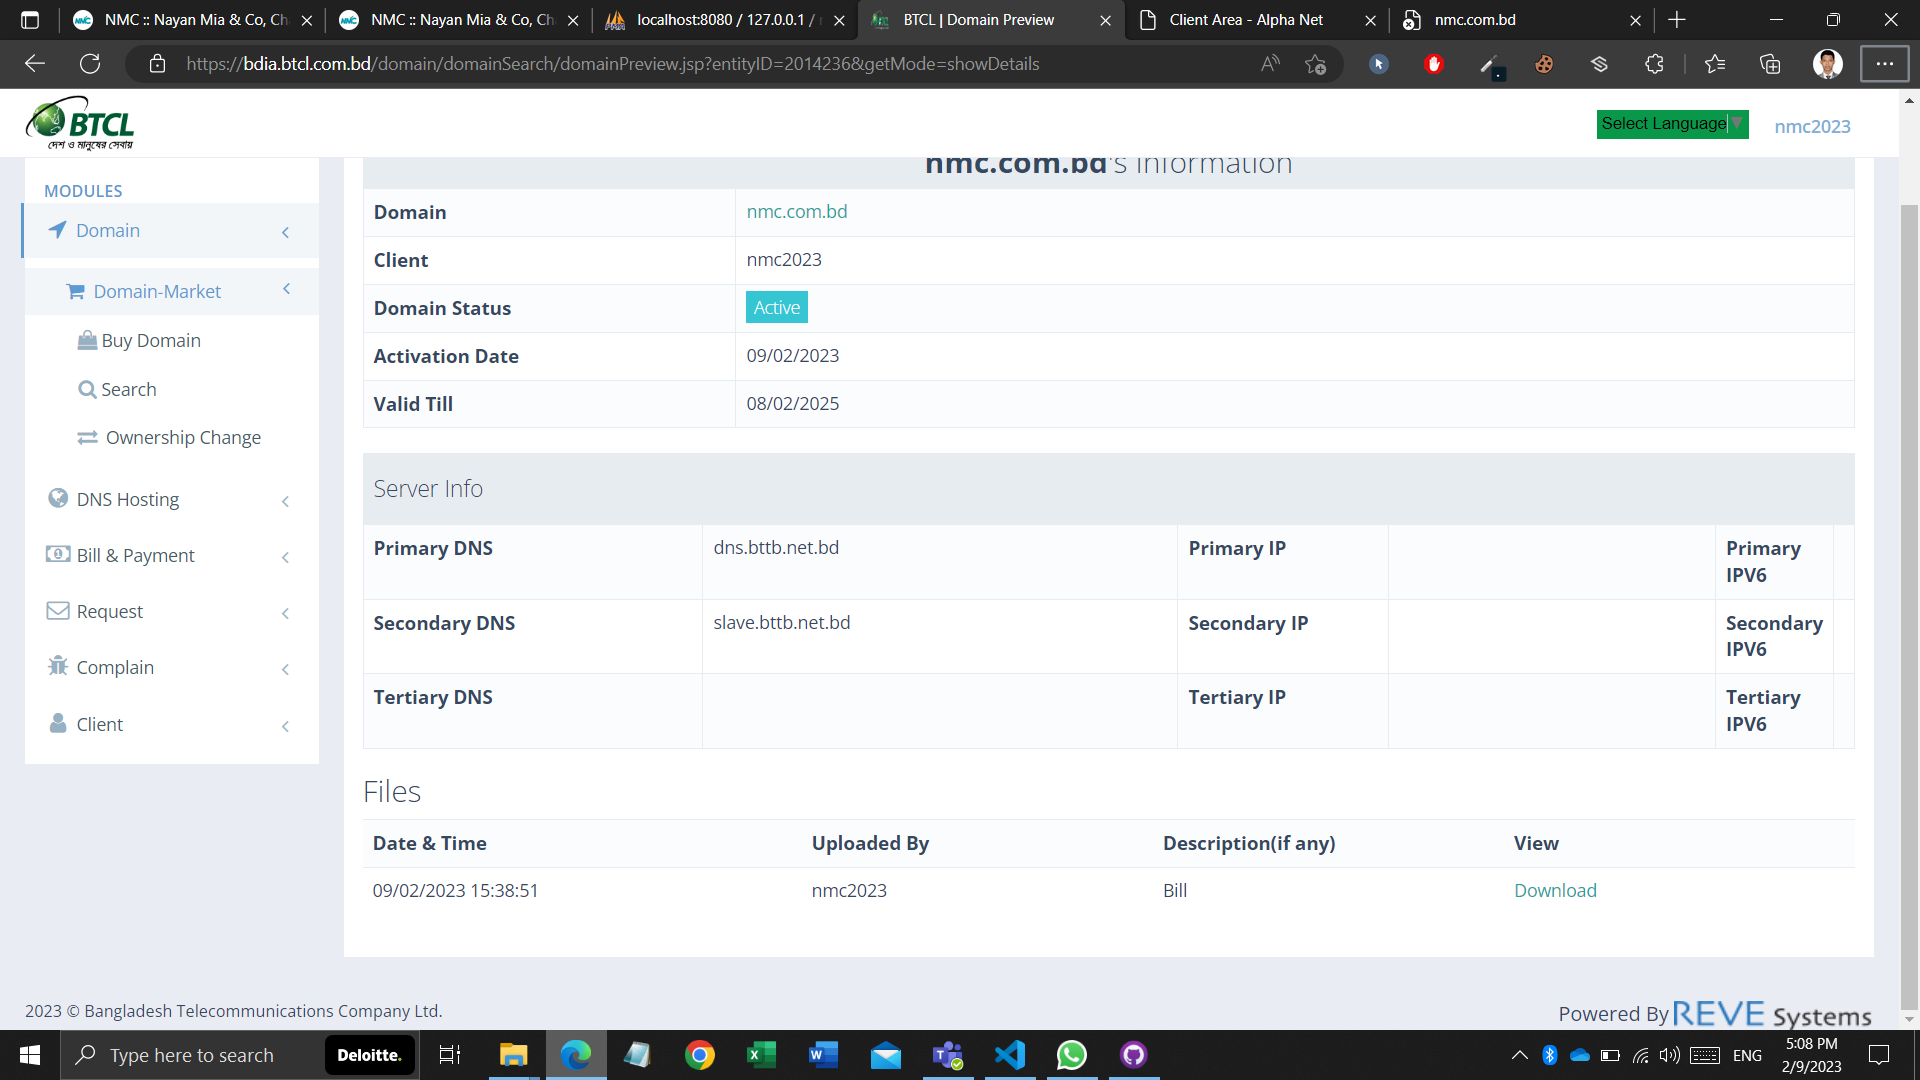 NMC :: Nayan Mia & Co, Ch
NMC :: Nayan Mia & Co, Ch
localhost:8080 / 127.0.0.1 /
BTCL | Domain Preview
Client Area - Alpha Net
nmc.com.bd
https://bdia.btcl.com.bd/domain/domainSearch/domainPreview.jsp?entityID=2014236&getMode=showDetails
BTCL
দেশ ও মানুষের সেবায়
Select Language ▼
nmc2023
MODULES
Domain
Domain-Market
Buy Domain
Search
Ownership Change
DNS Hosting
Bill & Payment
Request
Complain
Client
nmc.com.bd's Information
Domain nmc.com.bd
Client nmc2023
Domain Status Active
Activation Date 09/02/2023
Valid Till 08/02/2025
Server Info
Primary DNS dns.bttb.net.bd Primary IP Primary IPV6
Secondary DNS slave.bttb.net.bd Secondary IP Secondary IPV6
Tertiary DNS Tertiary IP Tertiary IPV6
Files
Date & Time Uploaded By Description(if any) View
09/02/2023 15:38:51 nmc2023 Bill Download
2023 © Bangladesh Telecommunications Company Ltd.
Powered By REVE Systems
Type here to search
Deloitte.
ENG
5:08 PM
2/9/2023